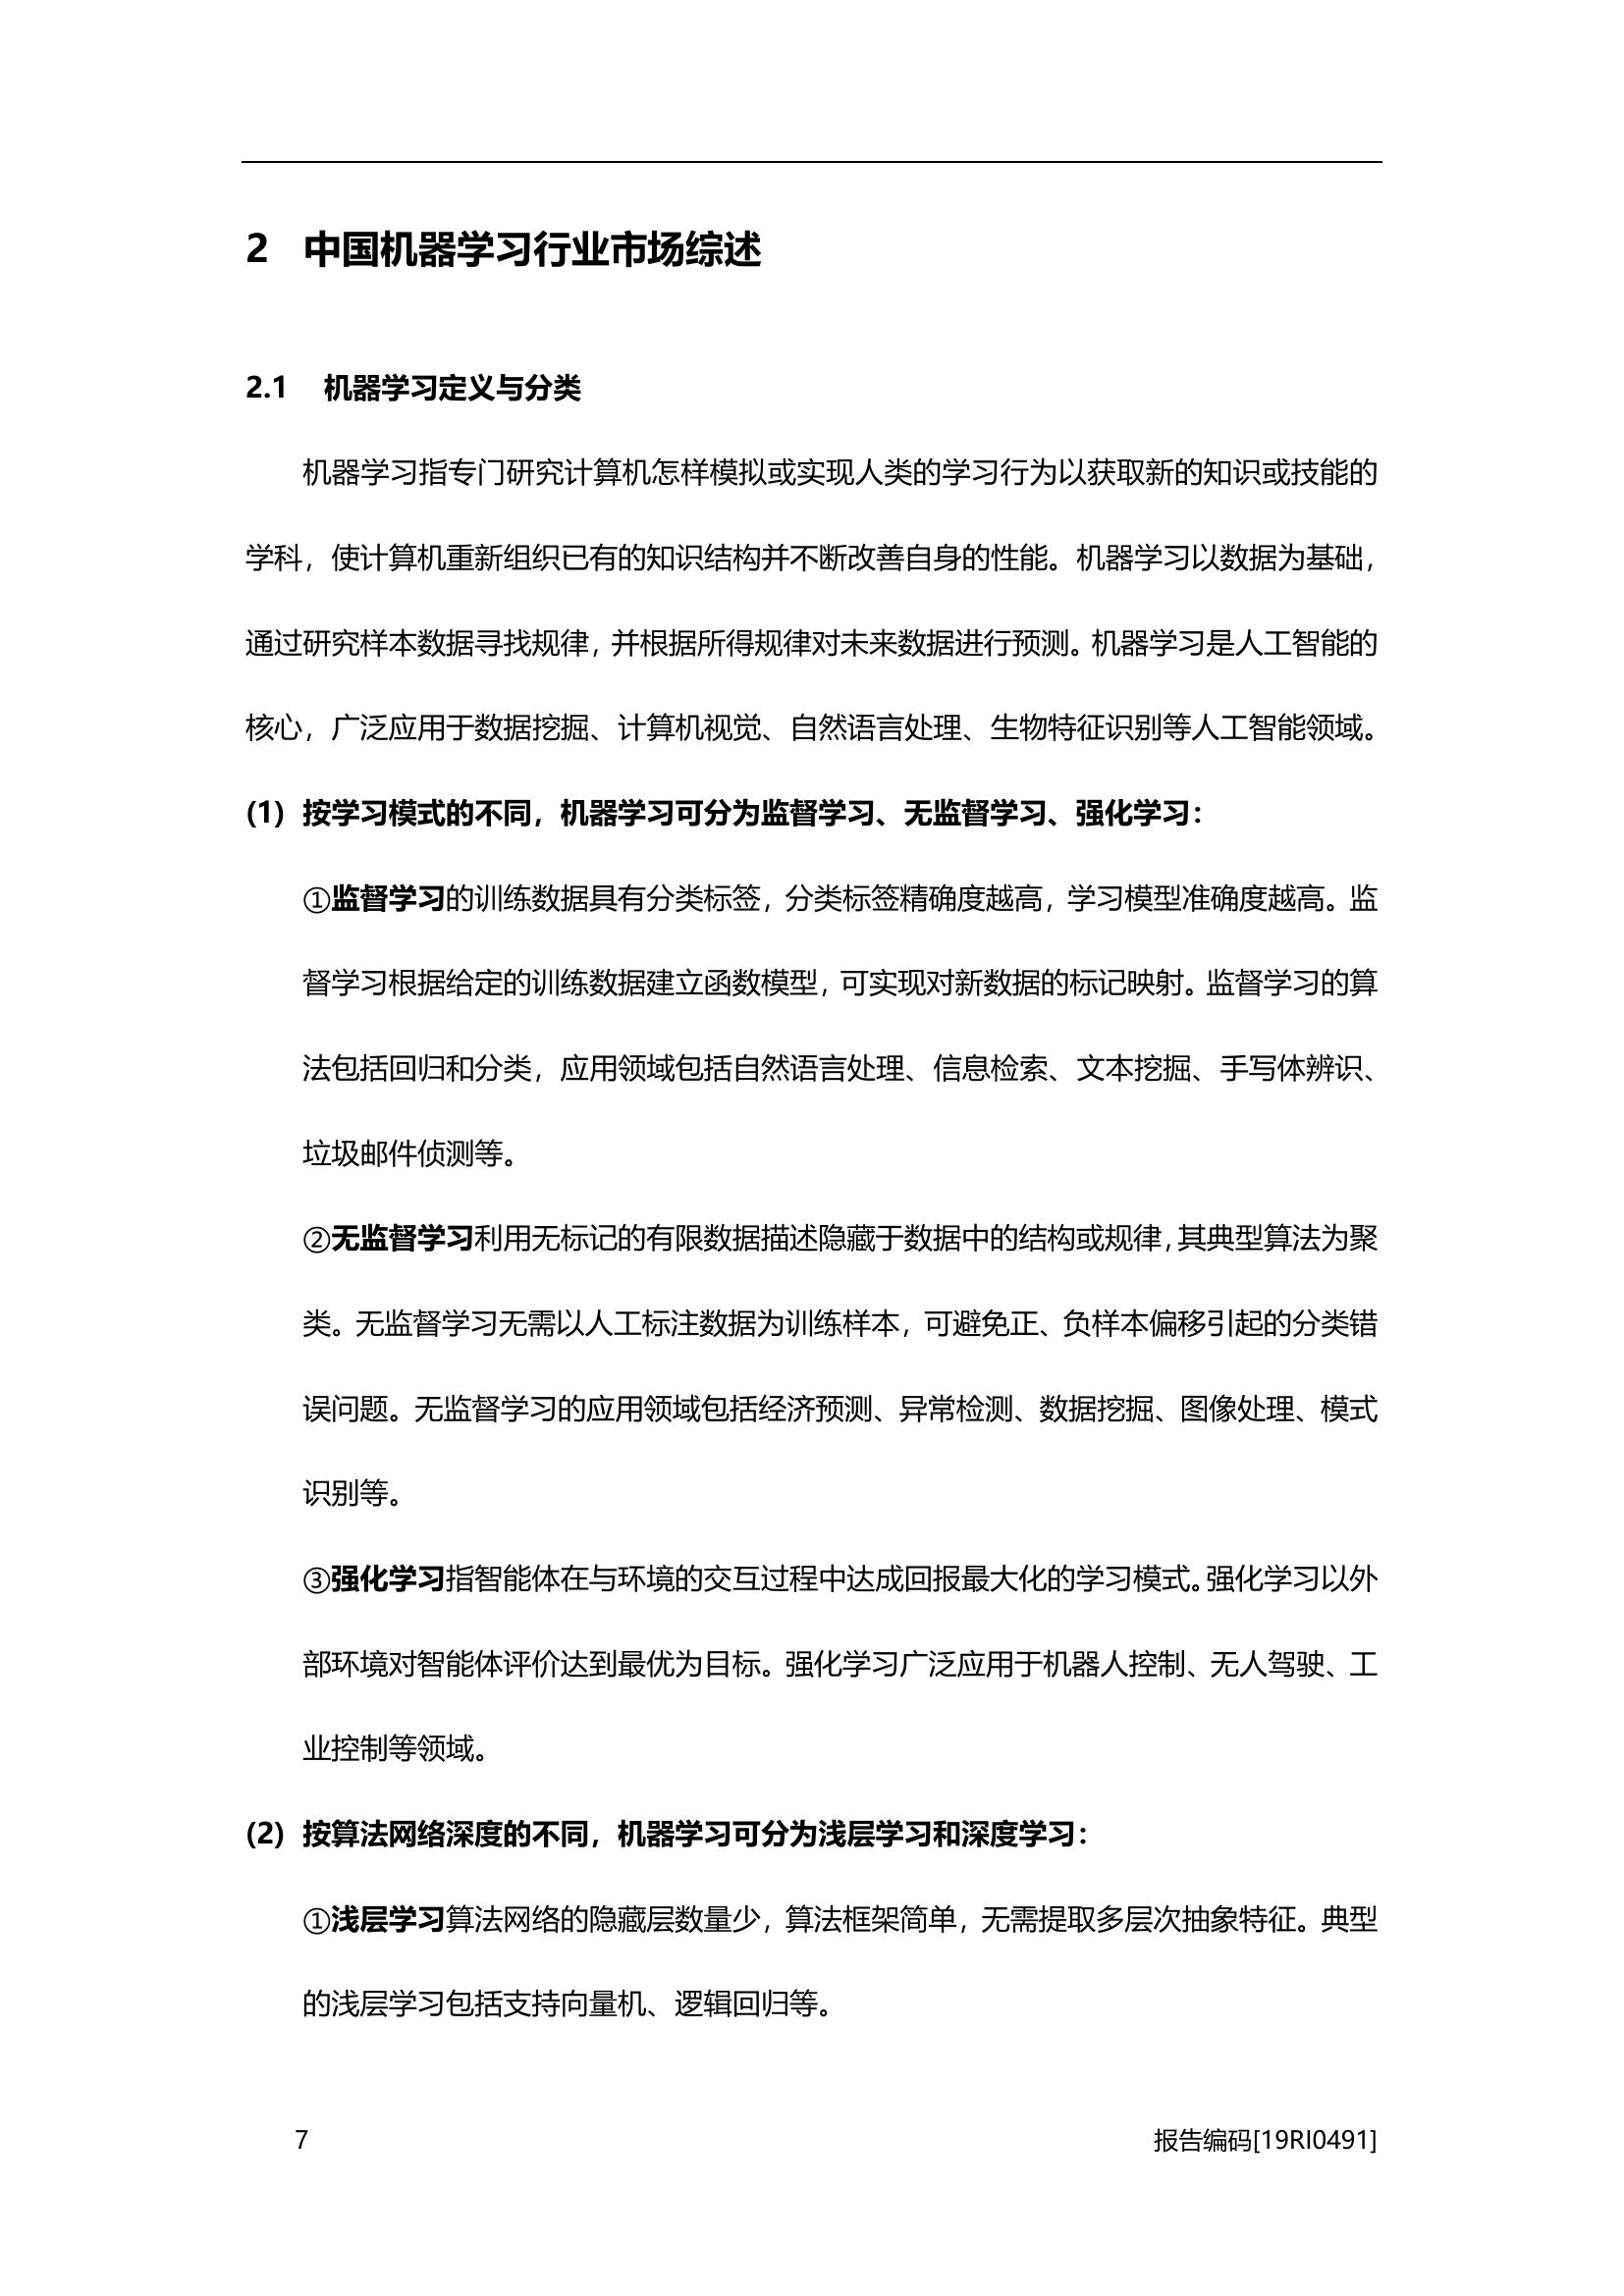 2 中国机器学习行业市场综述
2.1 机器学习定义与分类
机器学习指专门研究计算机怎样模拟或实现人类的学习行为以获取新的知识或技能的
学科，使计算机重新组织已有的知识结构并不断改善自身的性能。机器学习以数据为基础，
通过研究样本数据寻找规律，并根据所得规律对未来数据进行预测。机器学习是人工智能的
核心，广泛应用于数据挖掘、计算机视觉、自然语言处理、生物特征识别等人工智能领域。
(1) 按学习模式的不同，机器学习可分为监督学习、无监督学习、强化学习：
①监督学习的训练数据具有分类标签，分类标签精确度越高，学习模型准确度越高。监
督学习根据给定的训练数据建立函数模型，可实现对新数据的标记映射。监督学习的算
法包括回归和分类，应用领域包括自然语言处理、信息检索、文本挖掘、手写体辨识、
垃圾邮件侦测等。
②无监督学习利用无标记的有限数据描述隐藏于数据中的结构或规律，其典型算法为聚
类。无监督学习无需以人工标注数据为训练样本，可避免正、负样本偏移引起的分类错
误问题。无监督学习的应用领域包括经济预测、异常检测、数据挖掘、图像处理、模式
识别等。
③强化学习指智能体在与环境的交互过程中达成回报最大化的学习模式。强化学习以外
部环境对智能体评价达到最优为目标。强化学习广泛应用于机器人控制、无人驾驶、工
业控制等领域。
(2) 按算法网络深度的不同，机器学习可分为浅层学习和深度学习：
①浅层学习算法网络的隐藏层数量少，算法框架简单，无需提取多层次抽象特征。典型
的浅层学习包括支持向量机、逻辑回归等。
7 报告编码[19RI0491]